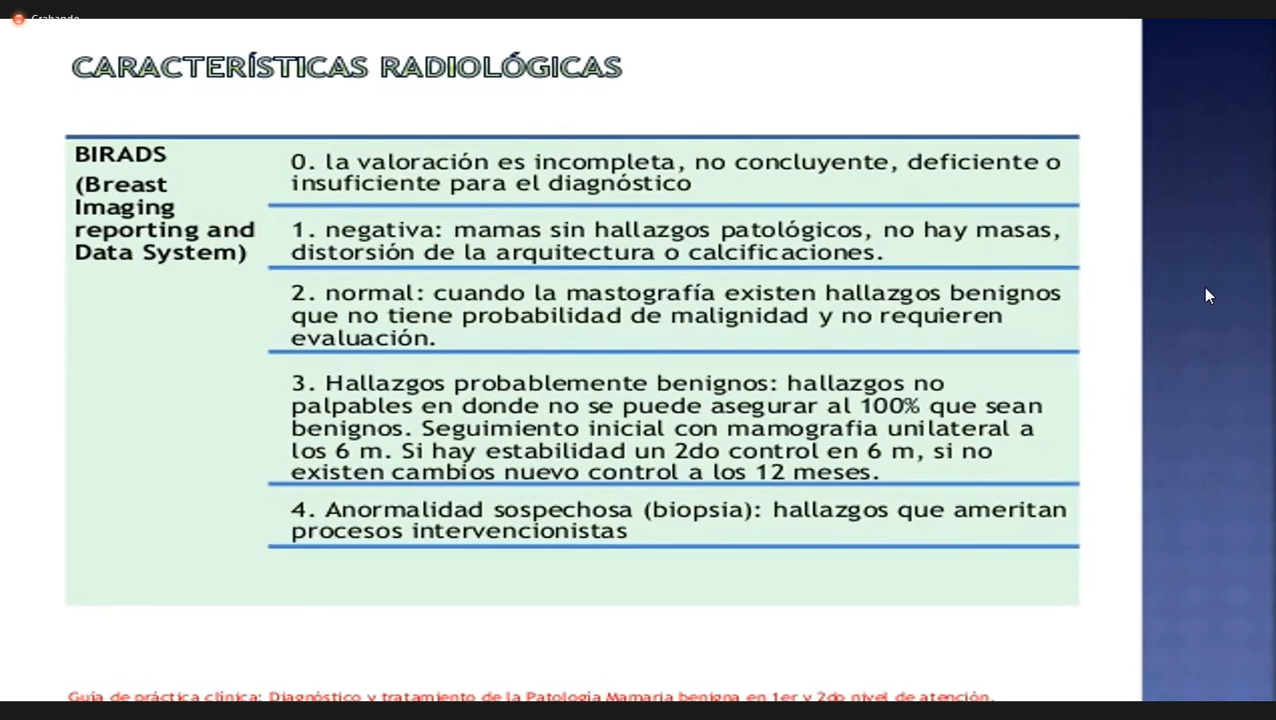 Grabando
CARACTERÍSTICAS RADIOLÓGICAS
BIRADS
(Breast
Imaging
reporting and
Data System)
0. la valoración es incompleta, no concluyente, deficiente o
insuficiente para el diagnóstico
1. negativa: mamas sin hallazgos patológicos, no hay masas,
distorsión de la arquitectura o calcificaciones.
2. normal: cuando la mastografía existen hallazgos benignos
que no tiene probabilidad de malignidad y no requieren
evaluación.
3. Hallazgos probablemente benignos: hallazgos no
palpables en donde no se puede asegurar al 100% que sean
benignos. Seguimiento inicial con mamografia unilateral a
los 6 m. Si hay estabilidad un 2do control en 6 m, si no
existen cambios nuevo control a los 12 meses.
4. Anormalidad sospechosa (biopsia): hallazgos que ameritan
procesos intervencionistas
Guía de práctica clínica: Diagnóstico y tratamiento de la Patología Mamaria benigna en 1er y 2do nivel de atención.